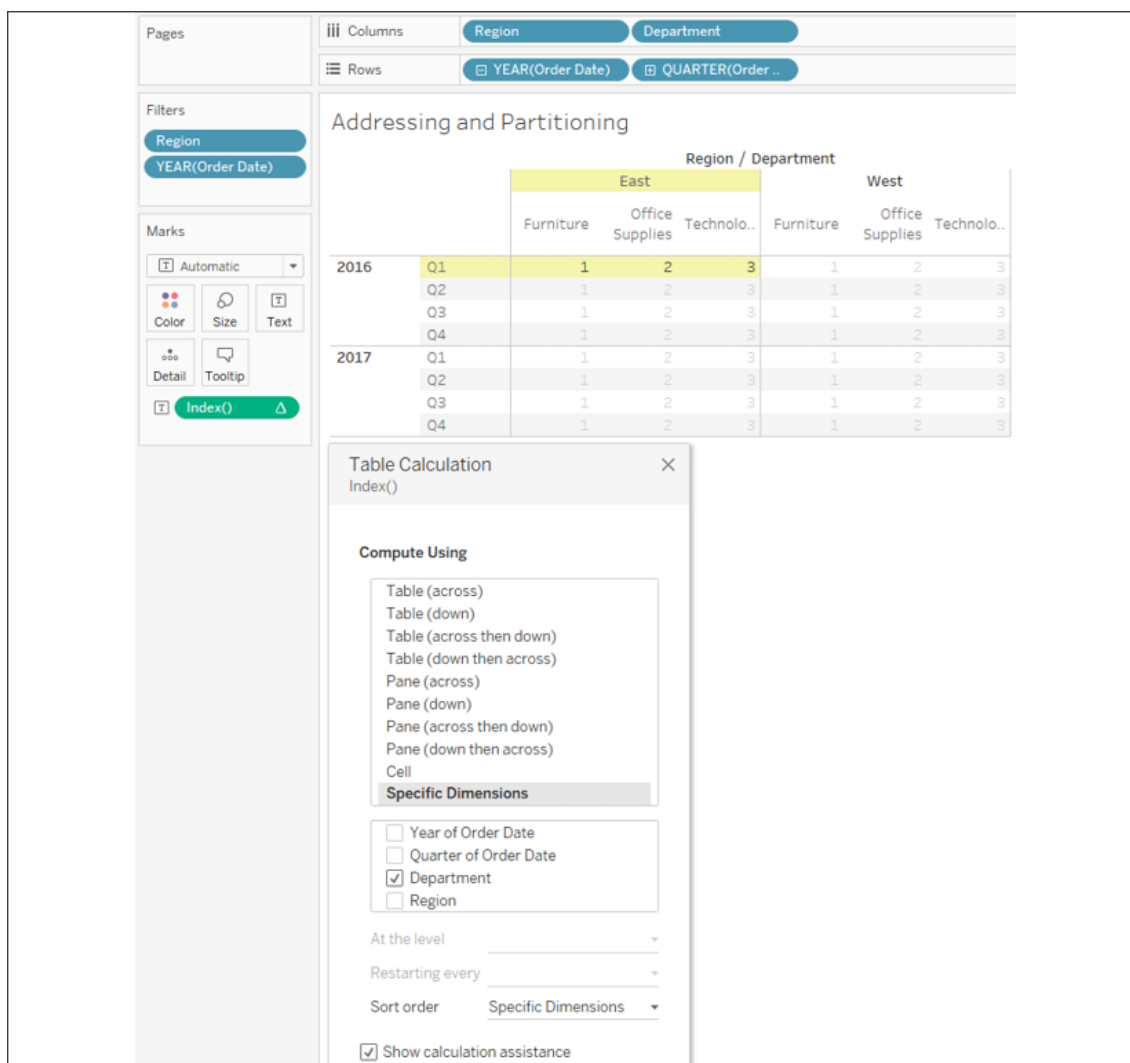 Pages
Columns Region Department
Rows YEAR(Order Date) QUARTER(Order ..
Filters
Region
YEAR(Order Date)
Marks
Automatic
Color Size Text
Detail Tooltip
Index()
Addressing and Partitioning
Region / Department
East West
Furniture Office Supplies Technolo.. Furniture Office Supplies Technolo..
2016 Q1 1 2 3 1 2 3
Q2 1 2 3 1 2 3
Q3 1 2 3 1 2 3
Q4 1 2 3 1 2 3
2017 Q1 1 2 3 1 2 3
Q2 1 2 3 1 2 3
Q3 1 2 3 1 2 3
Q4 1 2 3 1 2 3
Table Calculation
Index()
Compute Using
Table (across)
Table (down)
Table (across then down)
Table (down then across)
Pane (across)
Pane (down)
Pane (across then down)
Pane (down then across)
Cell
Specific Dimensions
Year of Order Date
Quarter of Order Date
Department
Region
At the level
Restarting every
Sort order Specific Dimensions
Show calculation assistance